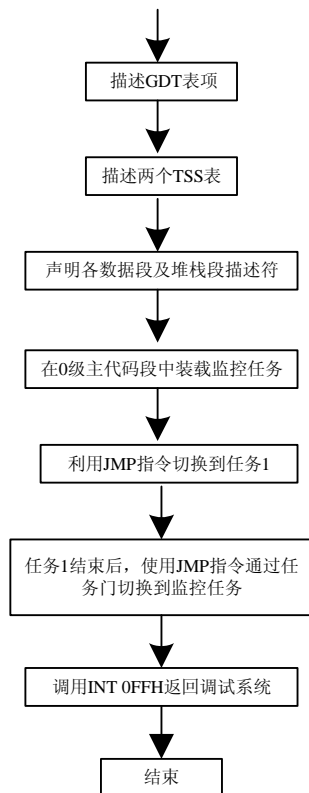 描述GDT表项
描述两个TSS表
声明各数据段及堆栈段描述符
在0级主代码段中装载监控任务
利用JMP指令切换到任务1
任务1结束后，使用JMP指令通过任
务门切换到监控任务
调用INT 0FFH返回调试系统
结束